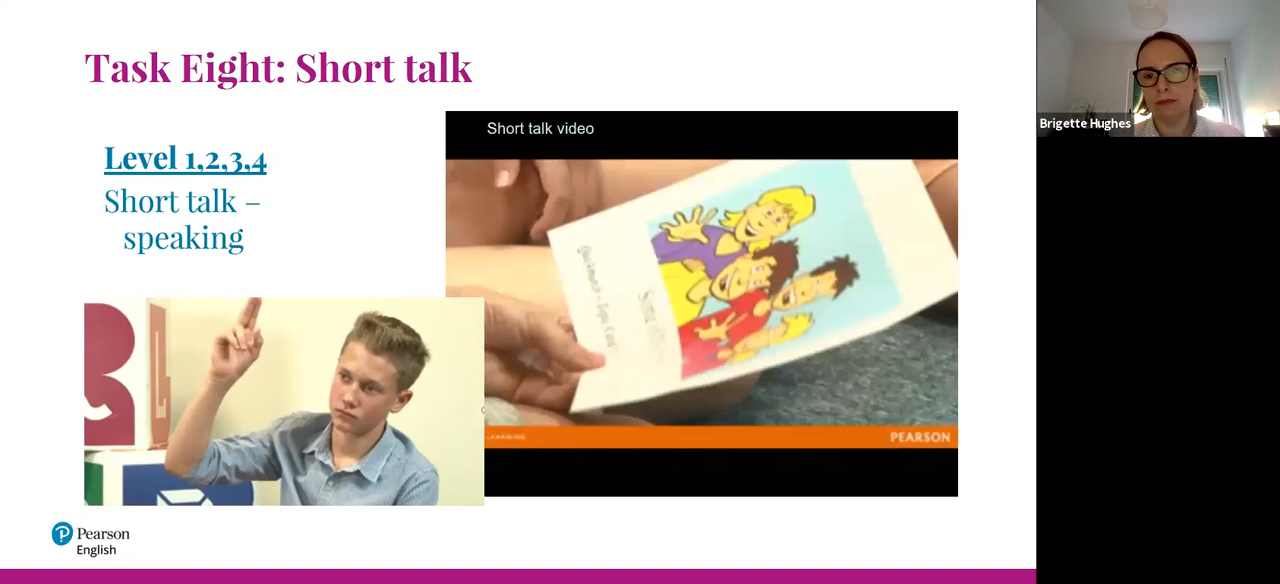 Task Eight: Short talk
Level 1,2,3,4
Short talk –
speaking
Short talk video
LEARNING
PEARSON
Pearson
English
Brigette Hughes